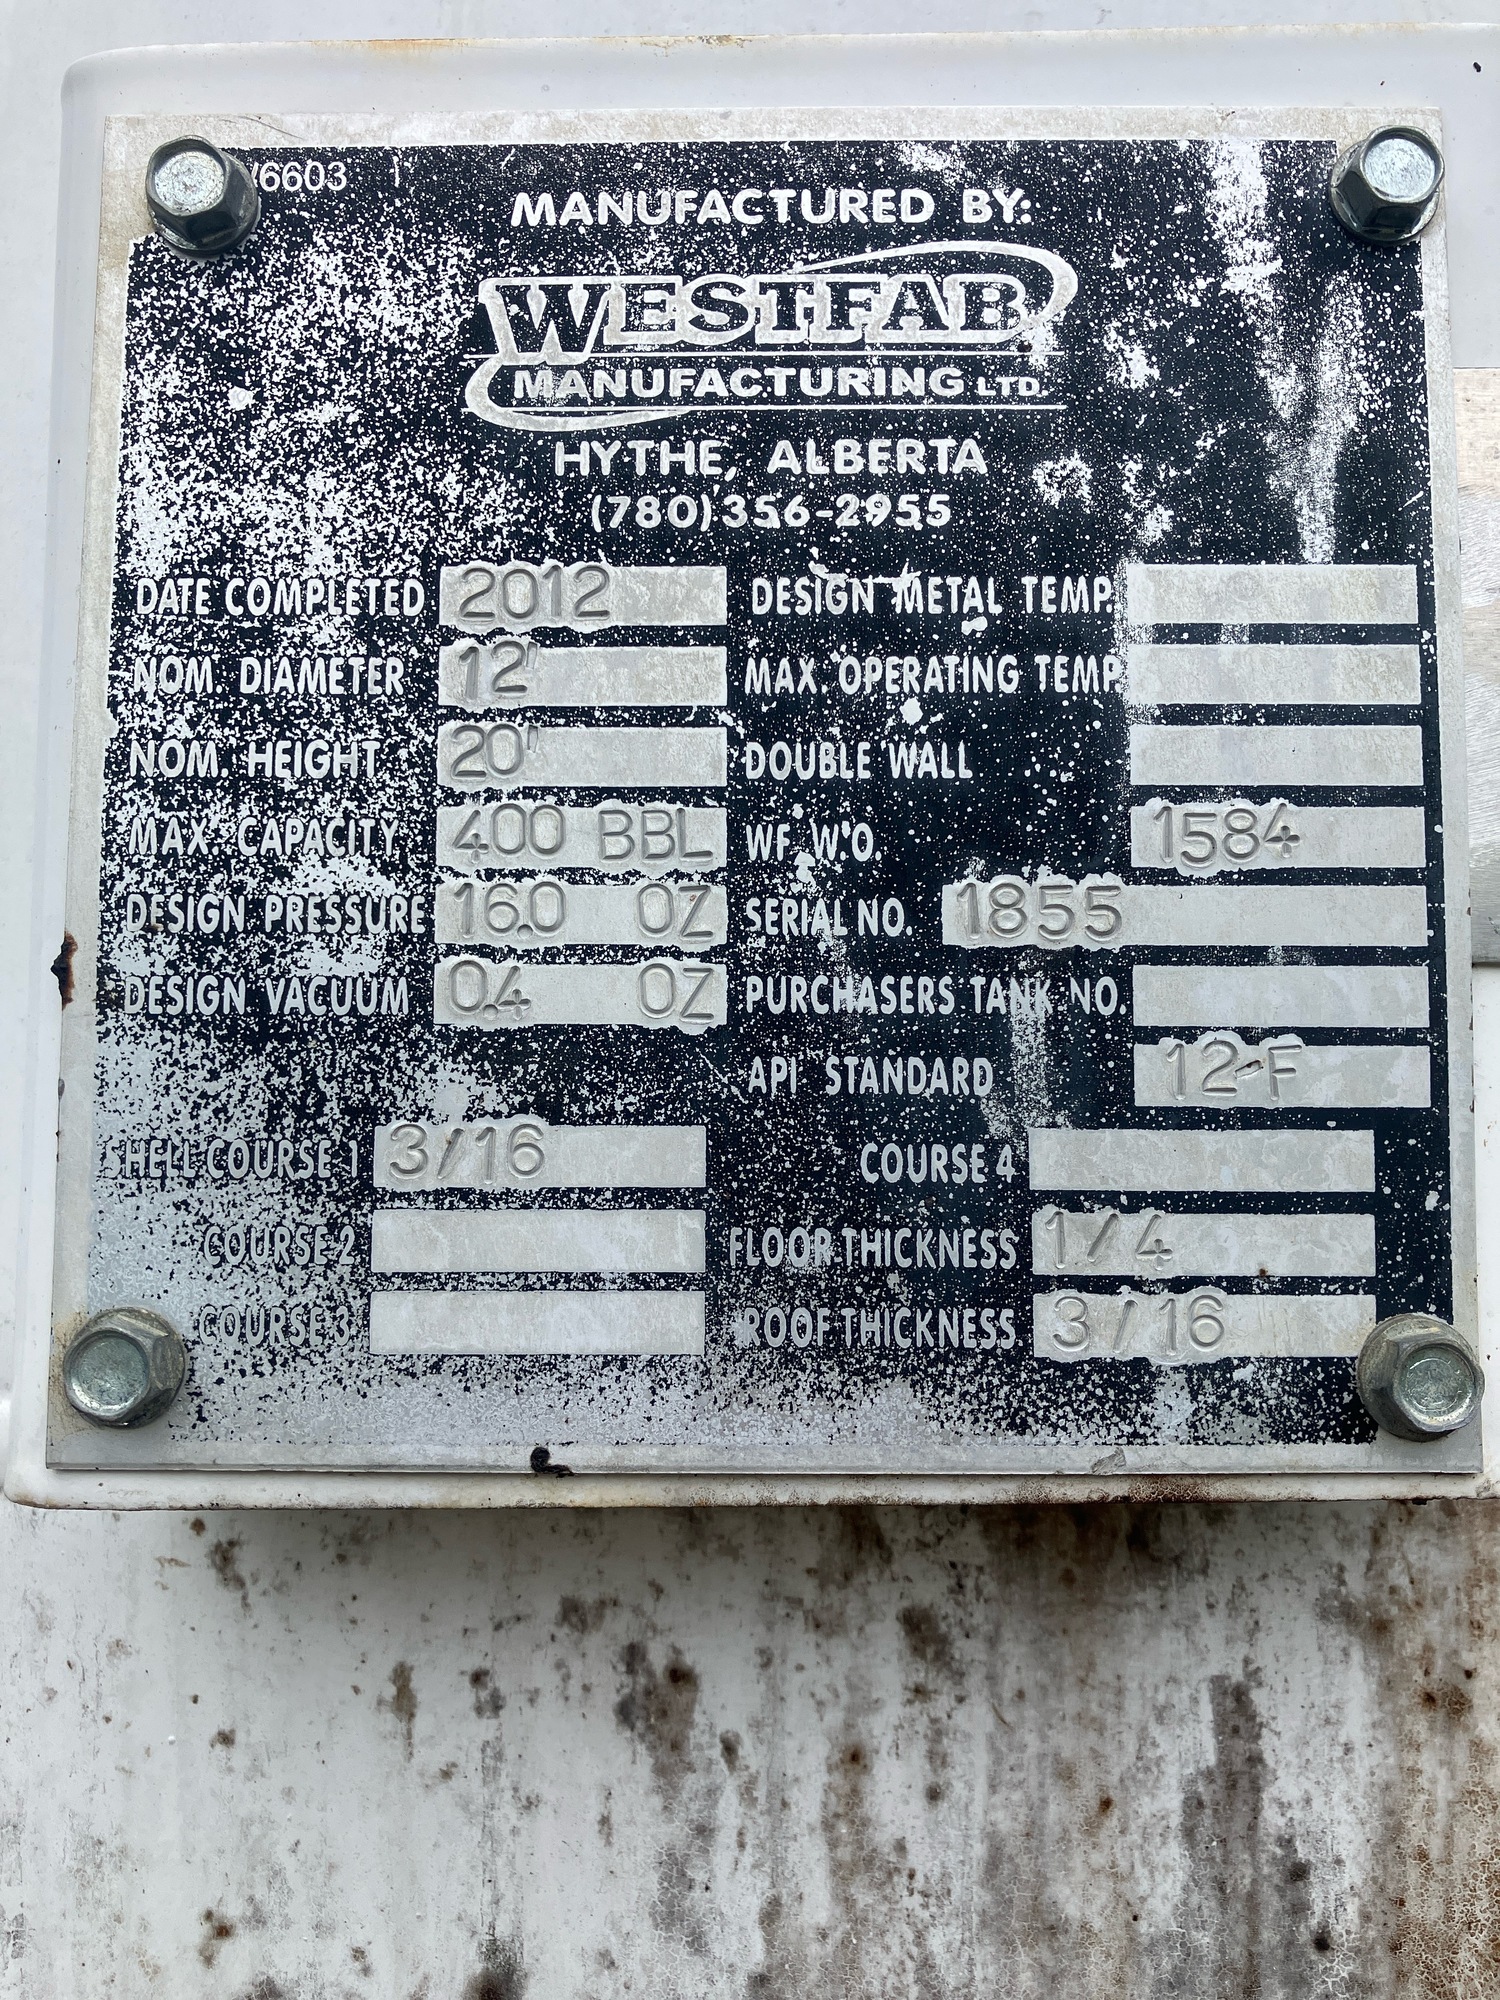 6603
MANUFACTURED BY:
WESTFAB
MANUFACTURING LTD.
HYTHE, ALBERTA
(780) 356-2955
DATE COMPLETED 2012 DESIGN METAL TEMP.
NOM. DIAMETER 12' MAX. OPERATING TEMP.
NOM. HEIGHT 20' DOUBLE WALL
MAX. CAPACITY 400 BBL WF W.O. 1584
DESIGN PRESSURE 16.0 OZ SERIAL NO. 1855
DESIGN VACUUM 0.4 OZ PURCHASERS TANK NO.
API STANDARD 12-F
SHELL COURSE 1 3/16 COURSE 4
COURSE 2 FLOOR THICKNESS 1/4
COURSE 3 ROOF THICKNESS 3/16